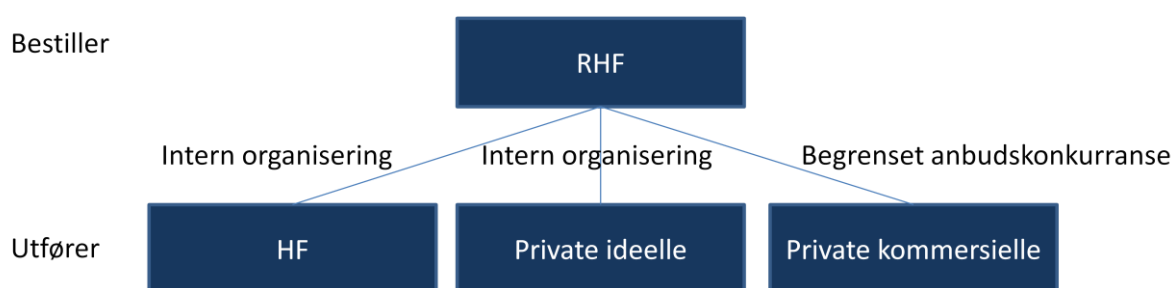 Bestiller
RHF
Intern organisering
Intern organisering
Begrenset anbudskonkurranse
Utfører
HF
Private ideelle
Private kommersielle